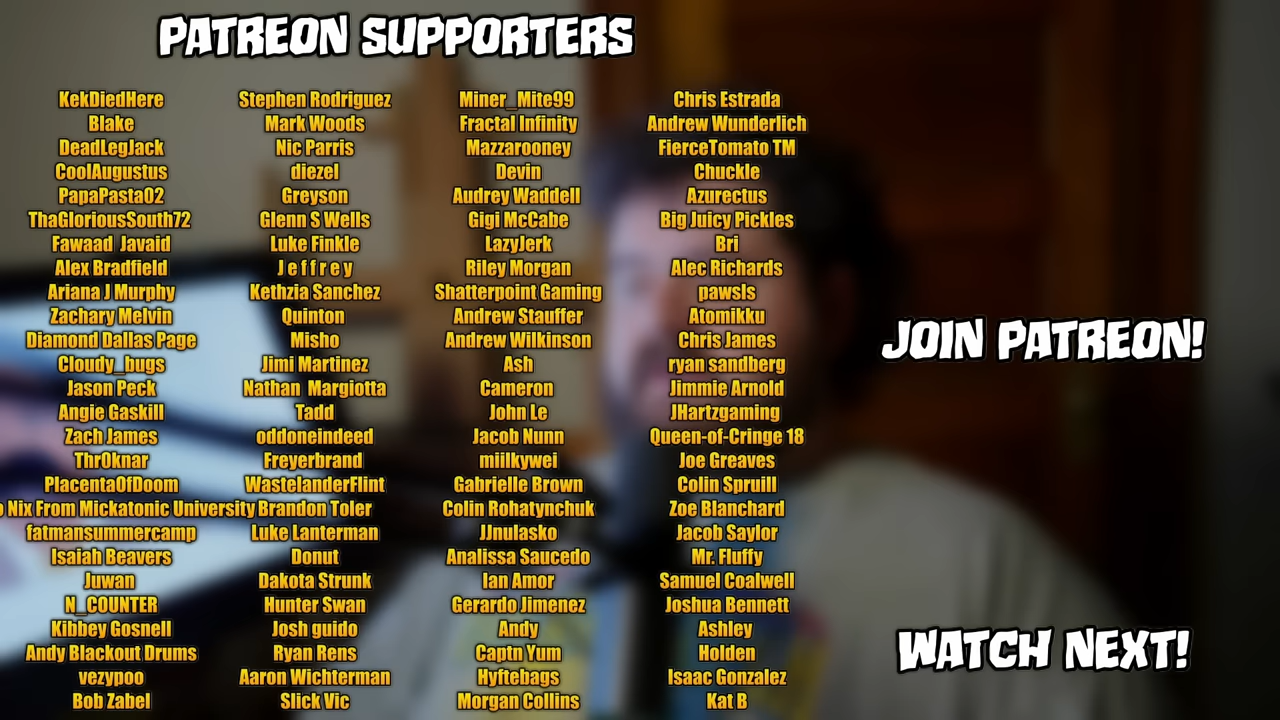 PATREON SUPPORTERS
KekDiedHere
Blake
DeadLegJack
CoolAugustus
PapaPasta02
ThaGloriousSouth72
Fawaad Javaid
Alex Bradfield
Ariana J Murphy
Zachary Melvin
Diamond Dallas Page
Cloudy_bugs
Jason Peck
Angie Gaskill
Zach James
Thr0knar
PlacentaOfDoom
Nix From Mickatonic University
fatmansummercamp
Isaiah Beavers
Juwan
N_COUNTER
Kibbey Gosnell
Andy Blackout Drums
vezypoo
Bob Zabel
Stephen Rodriguez
Mark Woods
Nic Parris
diezel
Greyson
Glenn S Wells
Luke Finkle
J e f f r e y
Kethzia Sanchez
Quinton
Misho
Jimi Martinez
Nathan Margiotta
Tadd
oddoneindeed
Freyerbrand
WastelanderFlint
Brandon Toler
Luke Lanterman
Donut
Dakota Strunk
Hunter Swan
Josh guido
Ryan Rens
Aaron Wichterman
Slick Vic
Miner_Mite99
Fractal Infinity
Mazzarooney
Devin
Audrey Waddell
Gigi McCabe
LazyJerk
Riley Morgan
Shatterpoint Gaming
Andrew Stauffer
Andrew Wilkinson
Ash
Cameron
John Le
Jacob Nunn
miilkywei
Gabrielle Brown
Colin Rohatynchuk
JJnulasko
Analissa Saucedo
Ian Amor
Gerardo Jimenez
Andy
Captn Yum
Hyftebags
Morgan Collins
Chris Estrada
Andrew Wunderlich
FierceTomato TM
Chuckle
Azurectus
Big Juicy Pickles
Bri
Alec Richards
pawsls
Atomikku
Chris James
ryan sandberg
Jimmie Arnold
JHartzgaming
Queen-of-Cringe 18
Joe Greaves
Colin Spruill
Zoe Blanchard
Jacob Saylor
Mr. Fluffy
Samuel Coalwell
Joshua Bennett
Ashley
Holden
Isaac Gonzalez
Kat B
JOIN PATREON!
WATCH NEXT!